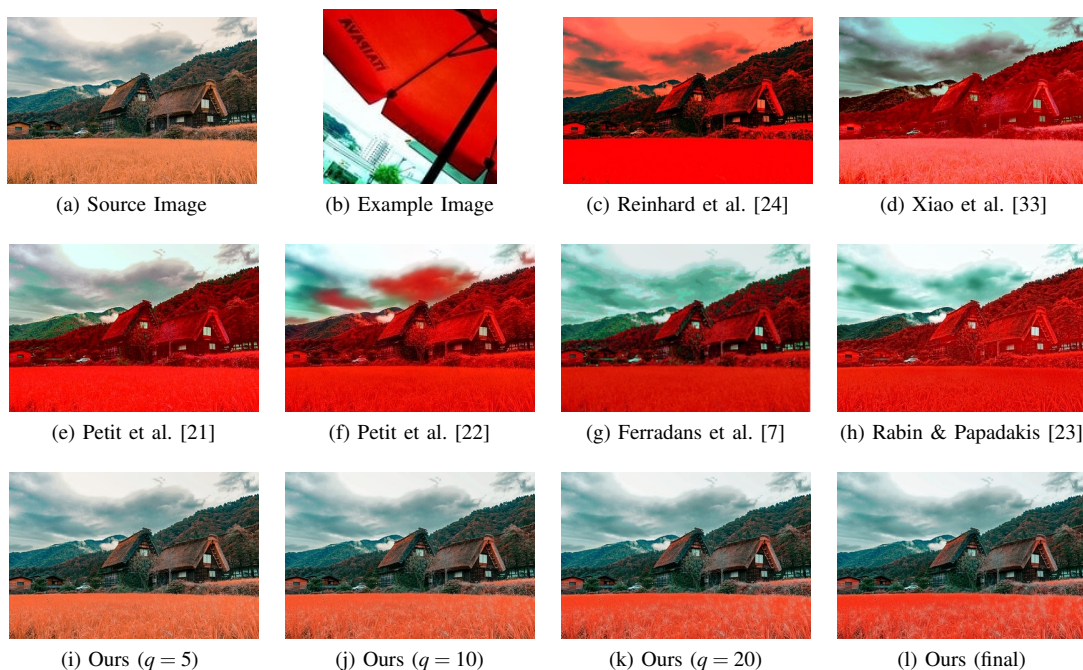 ITAIPAVA
(a) Source Image
(b) Example Image
(c) Reinhard et al. [24]
(d) Xiao et al. [33]
(e) Petit et al. [21]
(f) Petit et al. [22]
(g) Ferradans et al. [7]
(h) Rabin & Papadakis [23]
(i) Ours (q = 5)
(j) Ours (q = 10)
(k) Ours (q = 20)
(l) Ours (final)